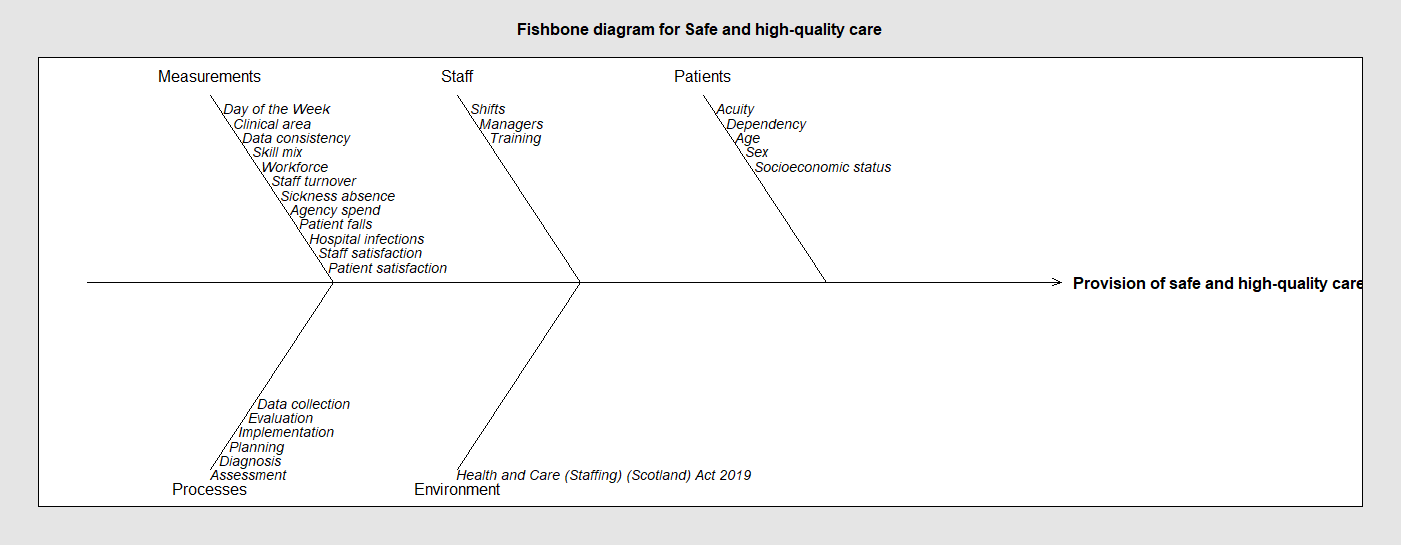 Fishbone diagram for Safe and high-quality care
Measurements
Staff
Patients
Day of the Week
Clinical area
Data consistency
Skill mix
Workforce
Staff turnover
Sickness absence
Agency spend
Patient falls
Hospital infections
Staff satisfaction
Patient satisfaction
Shifts
Managers
Training
Acuity
Dependency
Age
Sex
Socioeconomic status
Provision of safe and high-quality care
Data collection
Evaluation
Implementation
Planning
Diagnosis
Assessment
Processes
Health and Care (Staffing) (Scotland) Act 2019
Environment